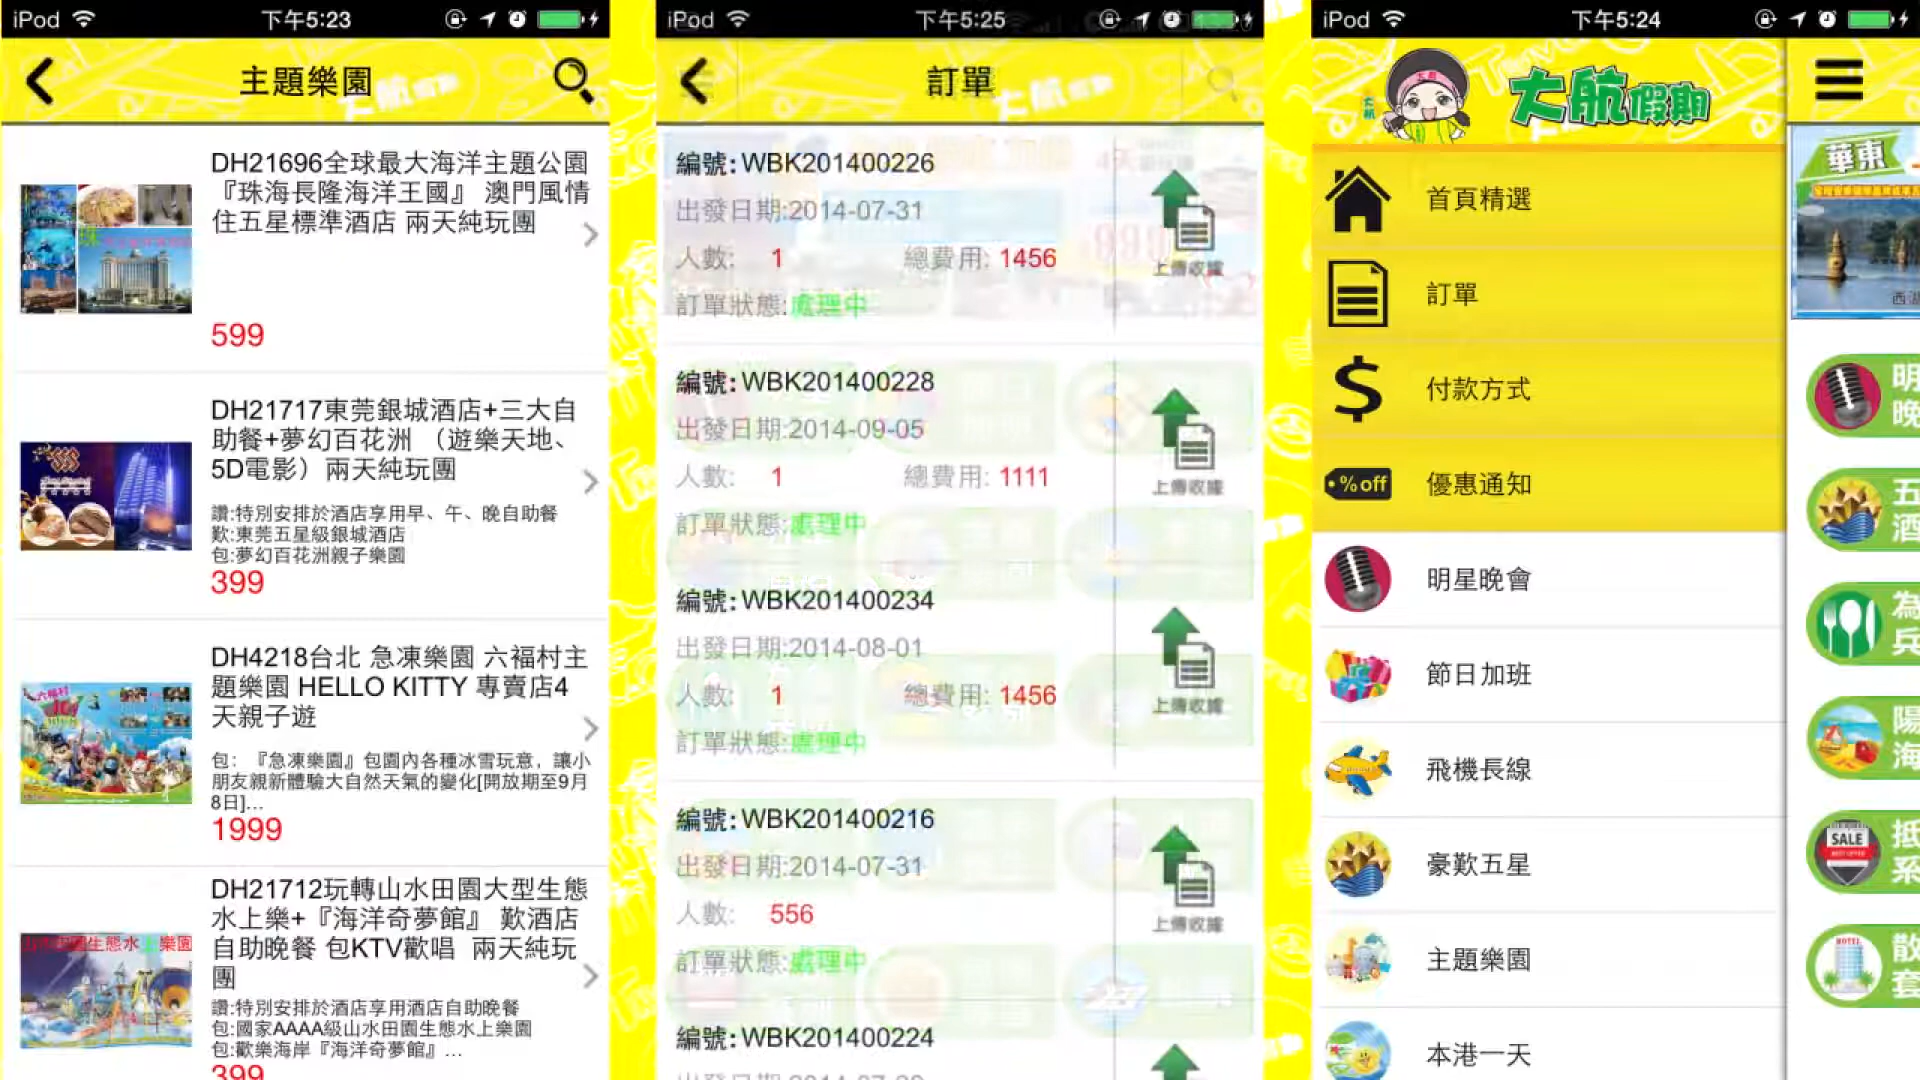 iPod 下午5:23
主題樂園
DH21696全球最大海洋主題公園
『珠海長隆海洋王國』 澳門風情
住五星標準酒店 兩天純玩團
599
DH21717東莞銀城酒店+三大自
助餐+夢幻百花洲 （遊樂天地、
5D電影）兩天純玩團
讚:特別安排於酒店享用早、午、晚自助餐
歎:東莞五星級銀城酒店
包:夢幻百花洲親子樂園
399
DH4218台北 急凍樂園 六福村主
題樂園 HELLO KITTY 專賣店4
天親子遊
包: 『急凍樂園』包園內各種冰雪玩意，讓小
朋友親新體驗大自然天氣的變化[開放期至9月
8日]...
1999
DH21712玩轉山水田園大型生態
水上樂+『海洋奇夢館』 歎酒店
自助晚餐 包KTV歡唱 兩天純玩
團
讚:特別安排於酒店享用酒店自助晚餐
包:國家AAAA級山水田園生態水上樂園
包:歡樂海岸『海洋奇夢館』...
399
iPod 下午5:25
訂單
編號:WBK201400226
出發日期:2014-07-31
人數: 1 總費用: 1456
訂單狀態:處理中
上傳收據
編號:WBK201400228
出發日期:2014-09-05
人數: 1 總費用: 1111
訂單狀態:處理中
上傳收據
編號:WBK201400234
出發日期:2014-08-01
人數: 1 總費用: 1456
訂單狀態:處理中
上傳收據
編號:WBK201400216
出發日期:2014-07-31
人數: 556
訂單狀態:處理中
上傳收據
編號:WBK201400224
iPod 下午5:24
大航假期
首頁精選
訂單
付款方式
%off 優惠通知
明星晚會
節日加班
飛機長線
豪歎五星
主題樂園
本港一天
華東
明
晚
五
酒
為
兵
陽
海
SALE
抵
系
HOTEL
散
套